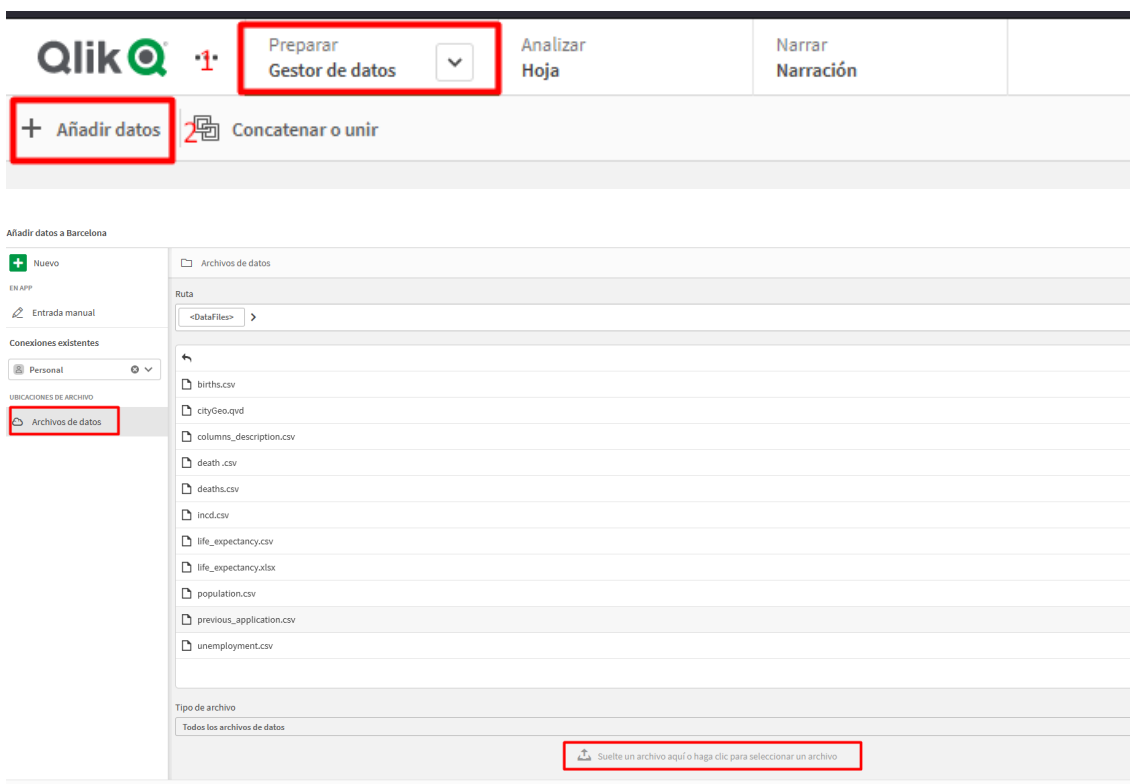 Qlik
1
Preparar
Gestor de datos
Analizar
Hoja
Narrar
Narración
Añadir datos
2
Concatenar o unir
Añadir datos a Barcelona
Nuevo
EN APP
Entrada manual
Conexiones existentes
Personal
UBICACIONES DE ARCHIVO
Archivos de datos
Archivos de datos
Ruta
<DataFiles>
births.csv
cityGeo.qvd
columns_description.csv
death .csv
deaths.csv
incd.csv
life_expectancy.csv
life_expectancy.xlsx
population.csv
previous_application.csv
unemployment.csv
Tipo de archivo
Todos los archivos de datos
Suelte un archivo aquí o haga clic para seleccionar un archivo